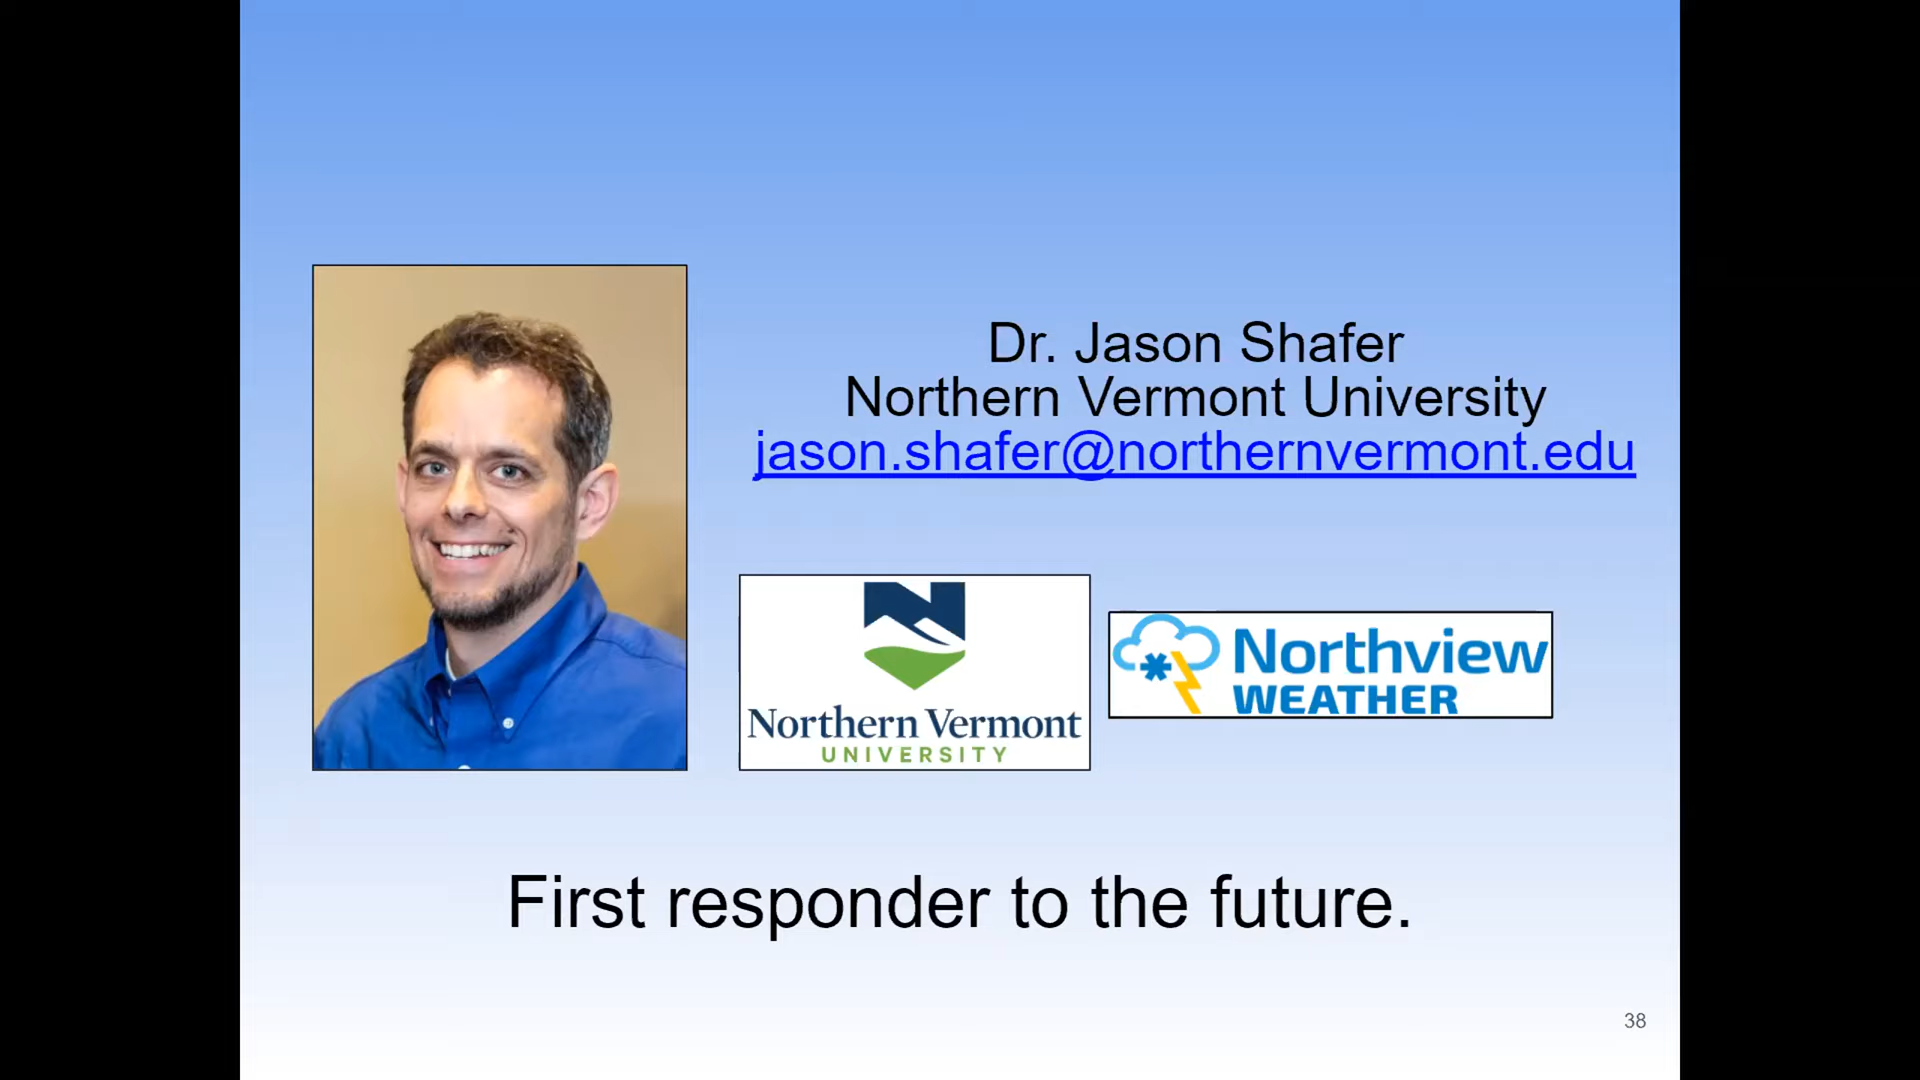 Dr. Jason Shafer
Northern Vermont University
jason.shafer@northernvermont.edu
Northern Vermont
UNIVERSITY
Northview
WEATHER
First responder to the future.
38